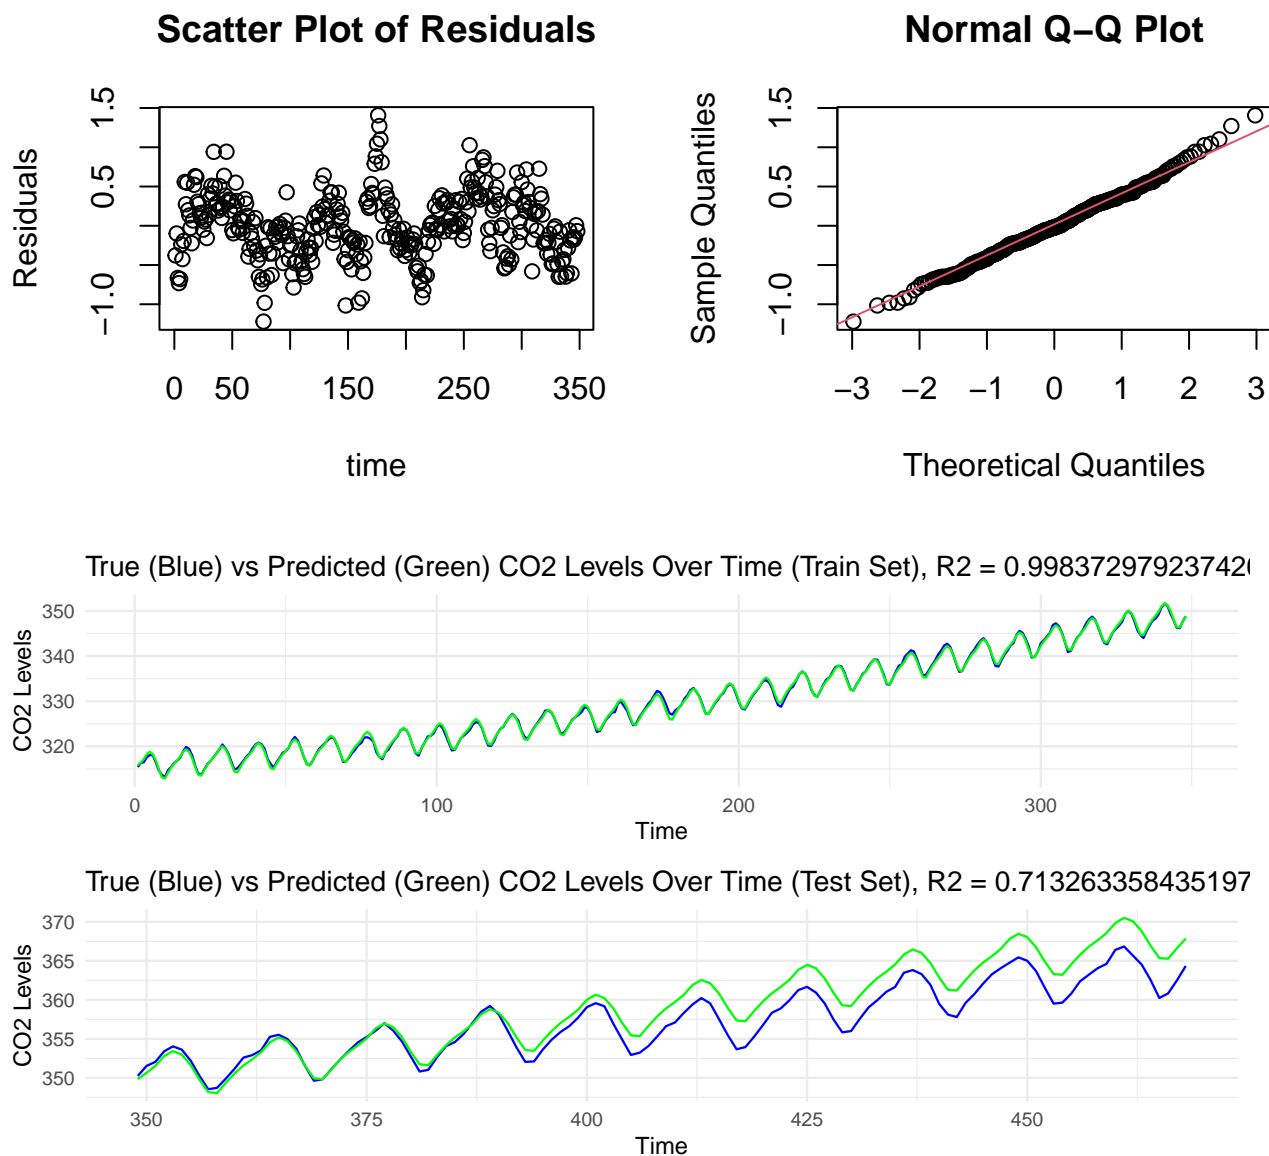 Scatter Plot of Residuals
Residuals
1.5
0.5
−1.0
0 50 150 250 350
time
Normal Q−Q Plot
Sample Quantiles
1.5
0.5
−1.0
−3 −2 −1 0 1 2 3
Theoretical Quantiles
True (Blue) vs Predicted (Green) CO2 Levels Over Time (Train Set), R2 = 0.99837297923742
CO2 Levels
350
340
330
320
0 100 200 300
Time
True (Blue) vs Predicted (Green) CO2 Levels Over Time (Test Set), R2 = 0.713263358435197
CO2 Levels
370
365
360
355
350
350 375 400 425 450
Time